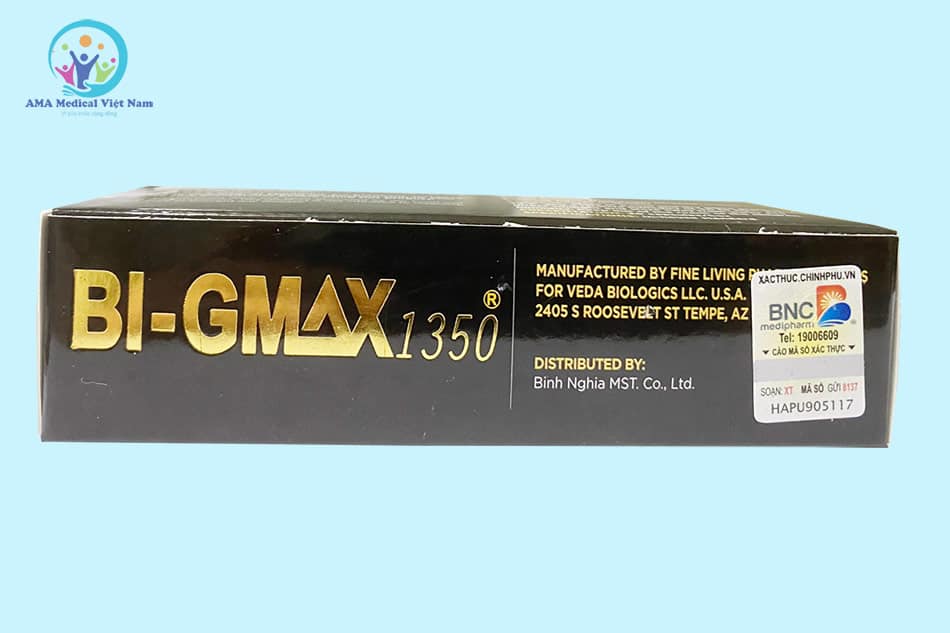 AMA Medical Việt Nam
BI-GMAX 1350®
MANUFACTURED BY FINE LIVING
FOR VEDA BIOLOGICS LLC. U.S.A.
2405 S ROOSEVELT ST TEMPE, AZ
DISTRIBUTED BY:
Binh Nghia MST. Co., Ltd.
XACTHUC.CHINHPHU.VN
BNC
medipharm
Tel: 19006609
CÀO MÃ SỐ XÁC THỰC
SOẠN: XT MÃ SỐ GỬI 8137
HAPU905117